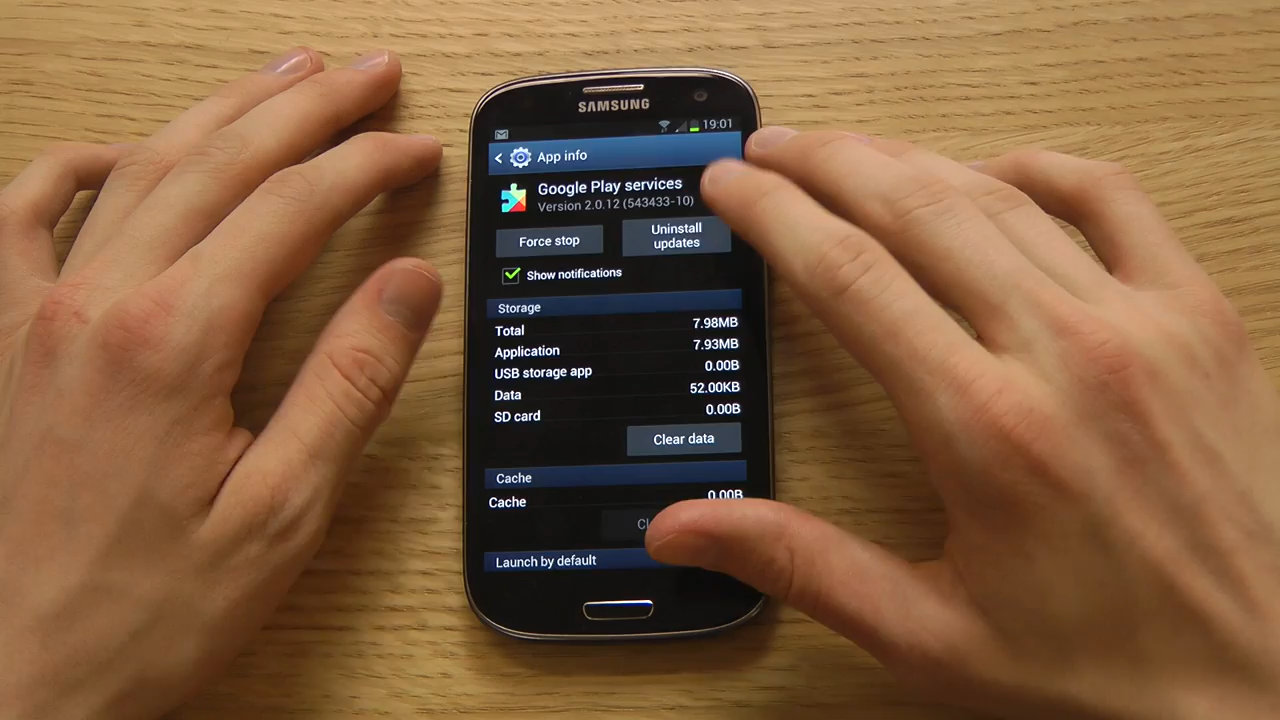 SAMSUNG
19:01
App info
Google Play services
Version 2.0.12 (543433-10)
Force stop
Uninstall
updates
Show notifications
Storage
Total 7.98MB
Application 7.93MB
USB storage app 0.00B
Data 52.00KB
SD card 0.00B
Clear data
Cache
Cache 0.00B
Launch by default